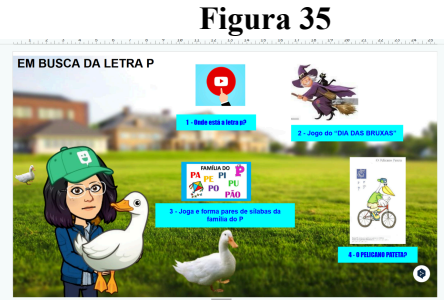 Figura 35
EM BUSCA DA LETRA P
1 - Onde está a letra p?
2 - Jogo do "DIA DAS BRUXAS"
FAMÍLIA DO P
PA PE PI
PO PU
PÃO
3 - Joga e forma pares de sílabas da
família do P
4 - O PELICANO PATETA?